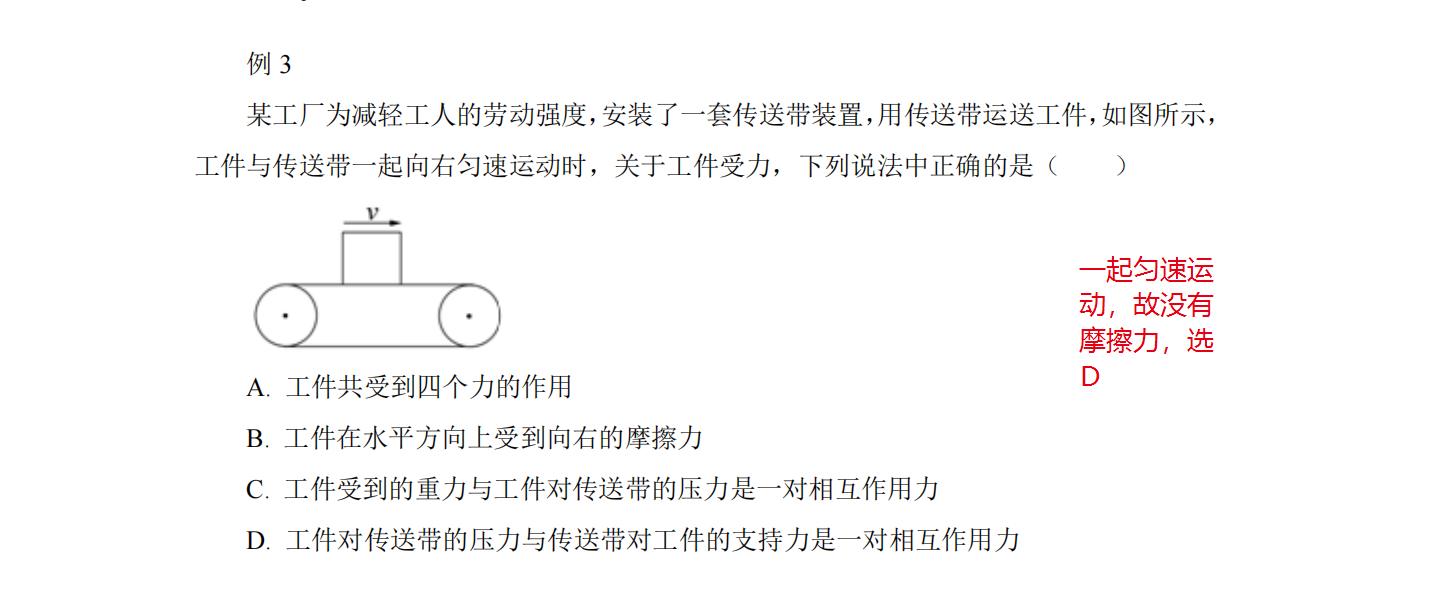 例 3
某工厂为减轻工人的劳动强度，安装了一套传送带装置，用传送带运送工件，如图所示，
工件与传送带一起向右匀速运动时，关于工件受力，下列说法中正确的是（　　）
v
一起匀速运
动，故没有
摩擦力，选
D
A. 工件共受到四个力的作用
B. 工件在水平方向上受到向右的摩擦力
C. 工件受到的重力与工件对传送带的压力是一对相互作用力
D. 工件对传送带的压力与传送带对工件的支持力是一对相互作用力